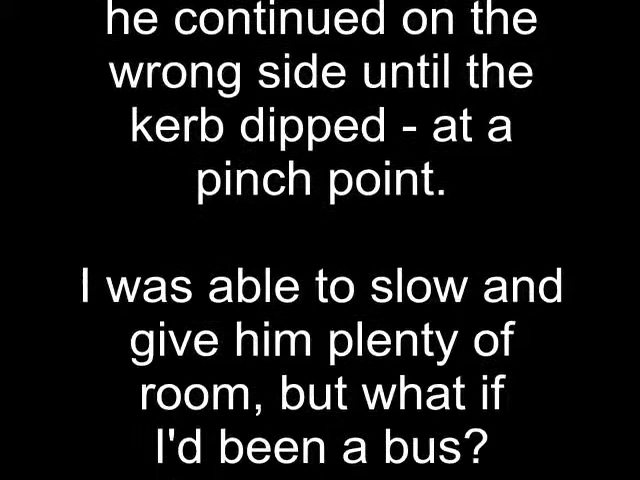 he continued on the
wrong side until the
kerb dipped - at a
pinch point.
I was able to slow and
give him plenty of
room, but what if
I'd been a bus?